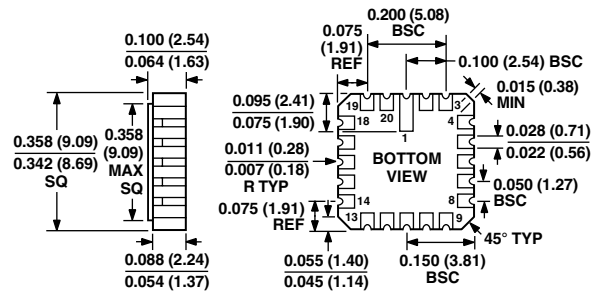 0.100 (2.54)
0.064 (1.63)
0.358 (9.09)
0.342 (8.69)
SQ
0.358
(9.09)
MAX
SQ
0.088 (2.24)
0.054 (1.37)
0.200 (5.08)
BSC
0.075
(1.91)
REF
0.100 (2.54) BSC
0.015 (0.38)
MIN
0.095 (2.41)
0.075 (1.90)
19
18
20
1
3
4
0.028 (0.71)
0.022 (0.56)
0.011 (0.28)
0.007 (0.18)
R TYP
BOTTOM
VIEW
0.050 (1.27)
BSC
0.075 (1.91)
REF
14
13
8
9
45° TYP
0.055 (1.40)
0.045 (1.14)
0.150 (3.81)
BSC